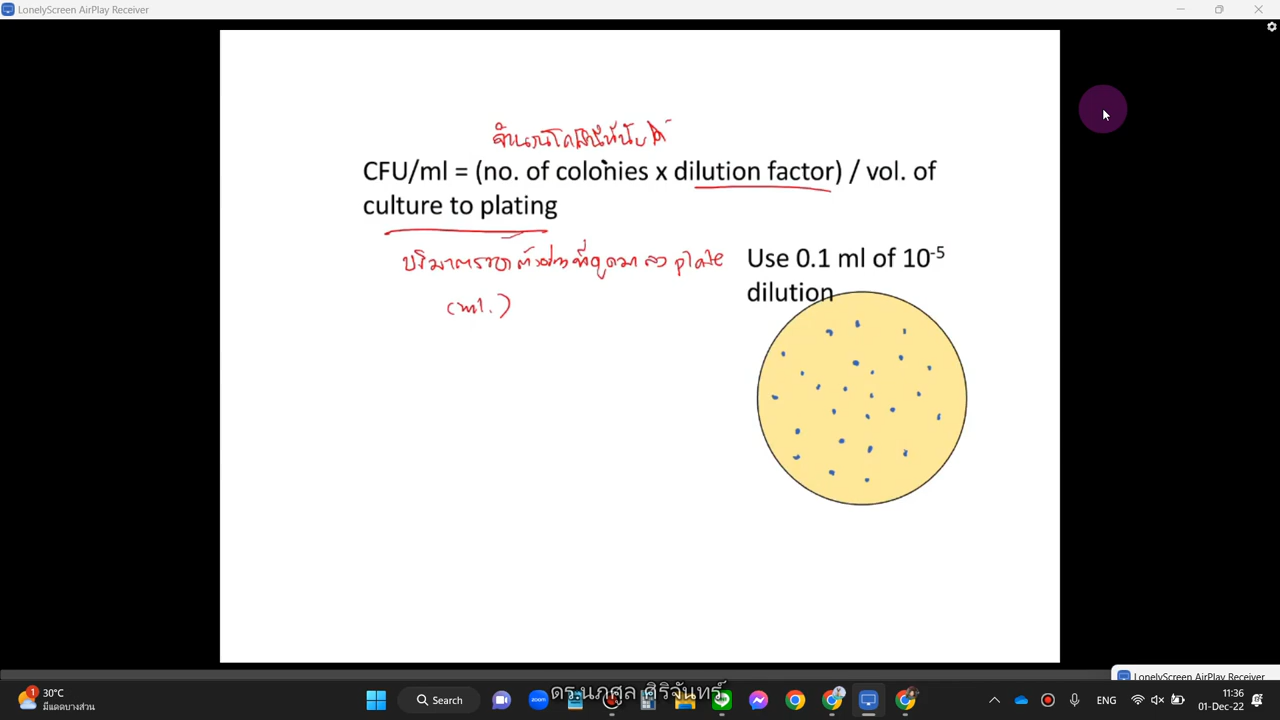 LonelyScreen AirPlay Receiver
จำนวนโคโลนีที่นับได้
CFU/ml = (no. of colonies x dilution factor) / vol. of
culture to plating
ปริมาตรของตัวอย่างที่ดูดมาลง plate
(ml.)
Use 0.1 ml of 10⁻⁵
dilution
30°C
มีแดดบางส่วน
1
Search
ดร.นภศูล ศิริจันทร์
ENG
11:36
01-Dec-22
LonelyScreen AirPlay Receiver